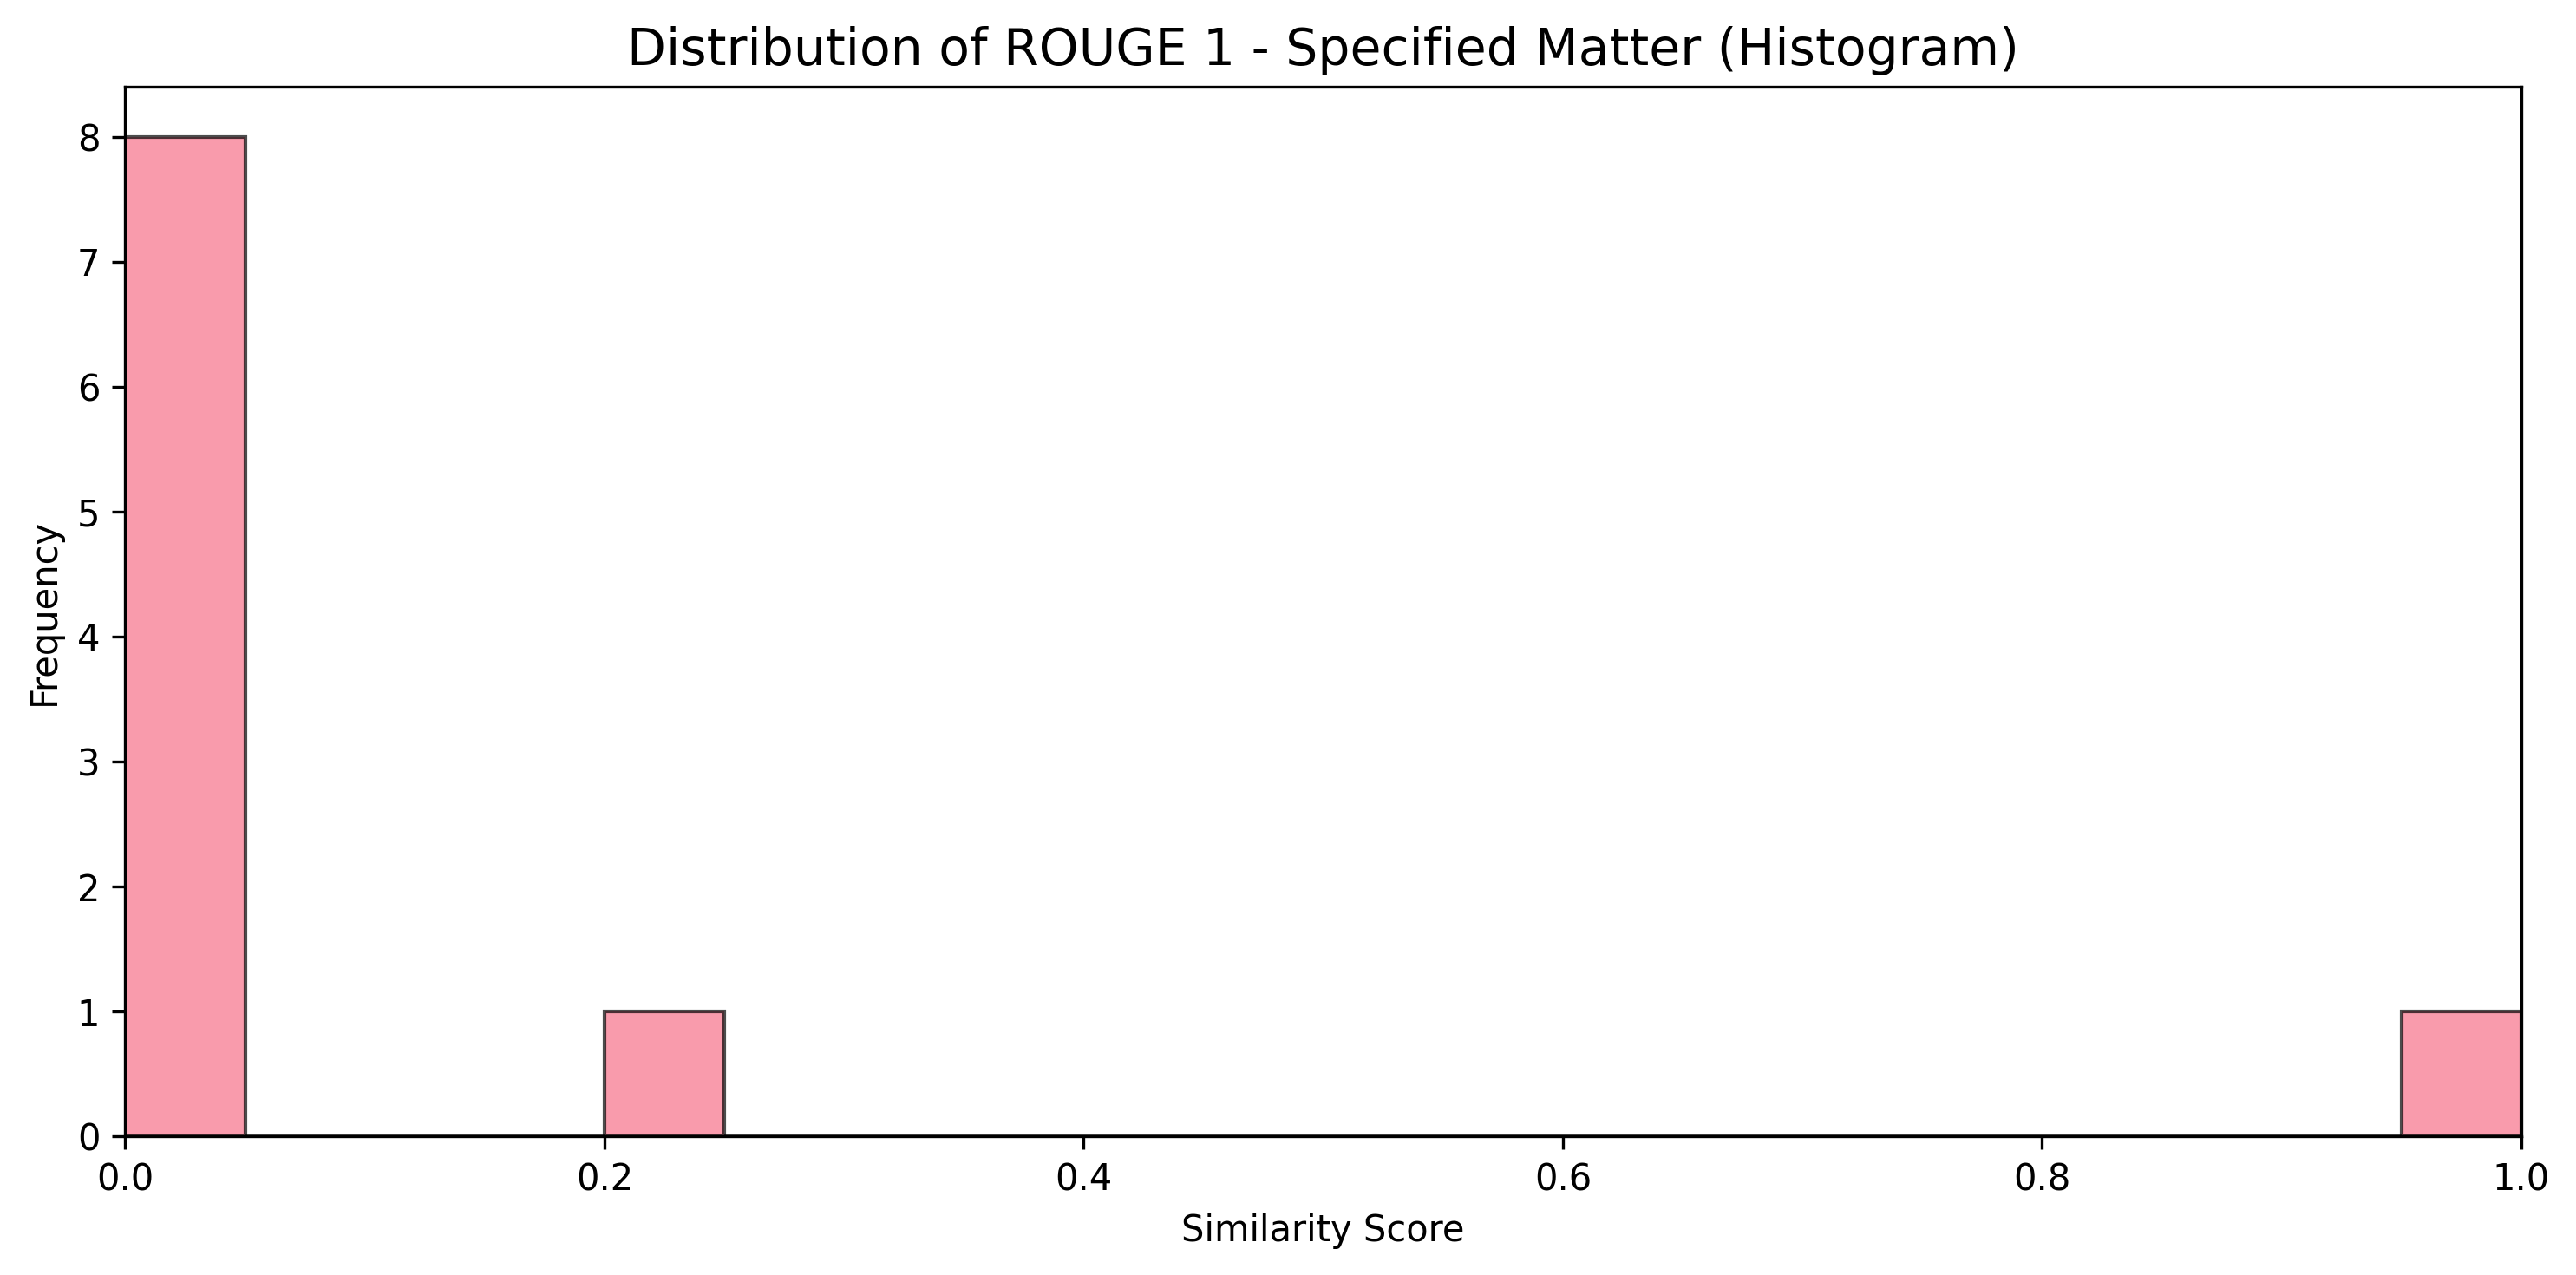 Distribution of ROUGE 1 - Specified Matter (Histogram)
Frequency
8
7
6
5
4
3
2
1
0
0.0 0.2 0.4 0.6 0.8 1.0
Similarity Score